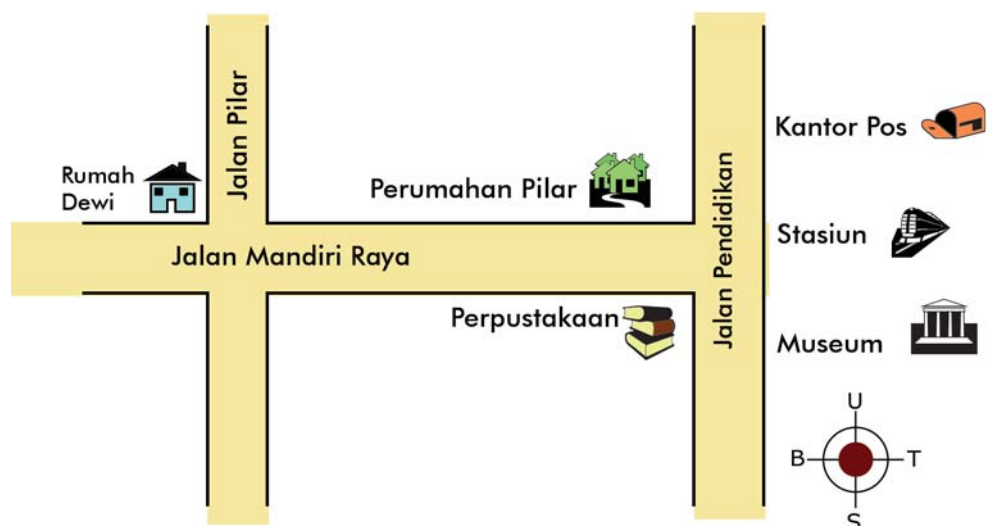 Jalan Pilar
Kantor Pos
Rumah
Dewi
Perumahan Pilar
Jalan Pendidikan
Stasiun
Jalan Mandiri Raya
Perpustakaan
Museum
U
B
T
S